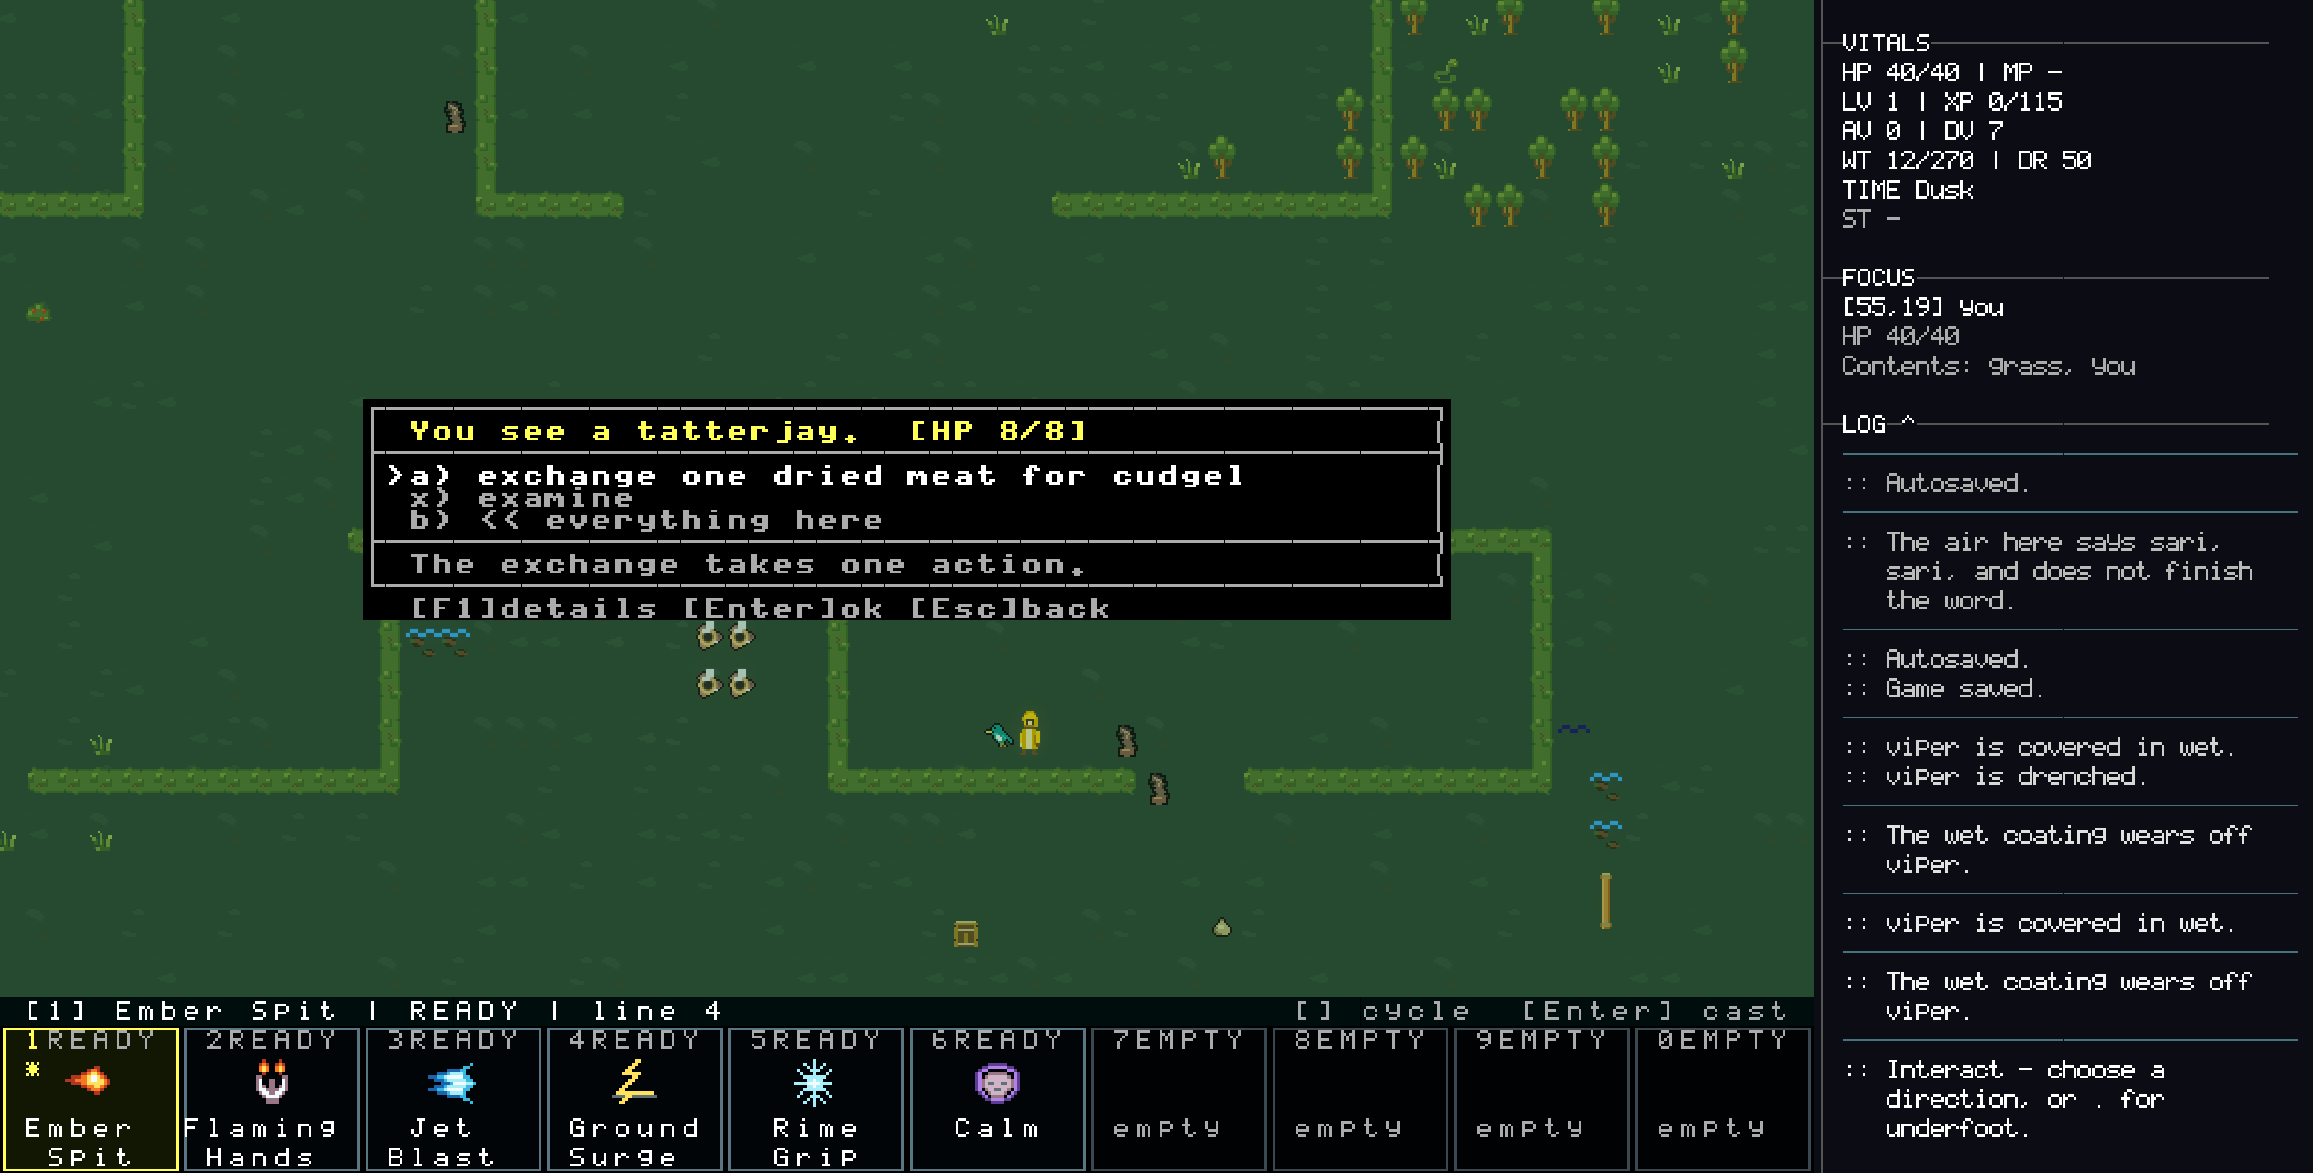 You see a tatterjay.  [HP 8/8]
>a) exchange one dried meat for cudgel
x) examine
b) << everything here
The exchange takes one action.
[F1]details [Enter]ok [Esc]back
VITALS
HP 40/40 | MP -
LV 1 | XP 0/115
AV 0 | DV 7
WT 12/270 | DR 50
TIME Dusk
ST -
FOCUS
[55,19] You
HP 40/40
Contents: grass, You
LOG ^
:: Autosaved.
:: The air here says sari,
sari, and does not finish
the word.
:: Autosaved.
:: Game saved.
:: viper is covered in wet.
:: viper is drenched.
:: The wet coating wears off
viper.
:: viper is covered in wet.
:: The wet coating wears off
viper.
:: Interact - choose a
direction, or . for
underfoot.
[1] Ember Spit | READY | line 4
[] cycle  [Enter] cast
1READY
Ember
Spit
2READY
Flaming
Hands
3READY
Jet
Blast
4READY
Ground
Surge
5READY
Rime
Grip
6READY
Calm
7EMPTY
empty
8EMPTY
empty
9EMPTY
empty
0EMPTY
empty